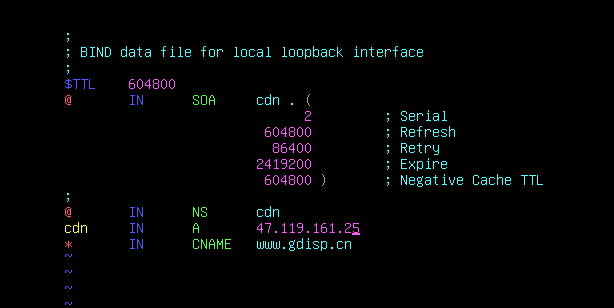 ;
; BIND data file for local loopback interface
;
$TTL 604800
@ IN SOA cdn . (
2 ; Serial
604800 ; Refresh
86400 ; Retry
2419200 ; Expire
604800 ) ; Negative Cache TTL
;
@ IN NS cdn
cdn IN A 47.119.161.25
* IN CNAME www.gdisp.cn
~
~
~
~